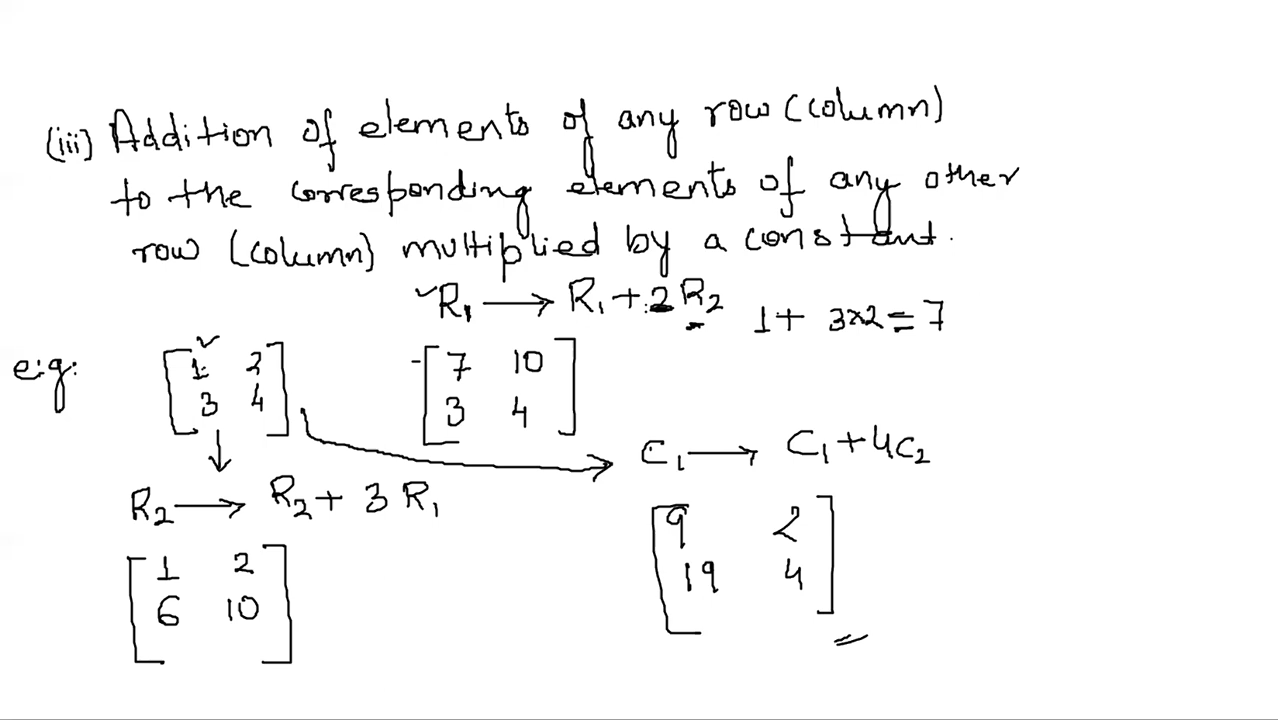 (iii) Addition of elements of any row (column)
to the corresponding elements of any other
row (column) multiplied by a constant.
R₁ → R₁ + 2R₂ 1 + 3×2 = 7
e.g: [1 2 [7 10]
3 4] 3 4]
C₁ → C₁ + 4C₂
R₂ → R₂ + 3R₁
[9 2
19 4]
[1 2
6 10]